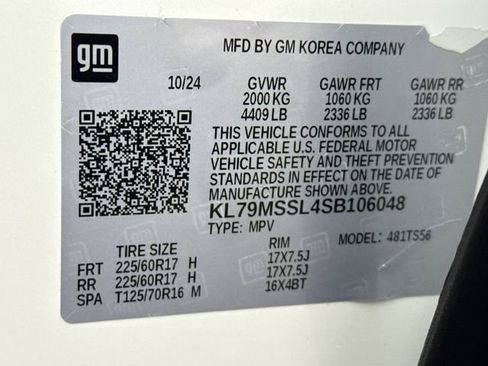 gm
MFD BY GM KOREA COMPANY
10/24 GVWR GAWR FRT GAWR RR
2000 KG 1060 KG 1060 KG
4409 LB 2336 LB 2336 LB
THIS VEHICLE CONFORMS TO ALL
APPLICABLE U.S. FEDERAL MOTOR
VEHICLE SAFETY AND THEFT PREVENTION
STANDARDS IN EFFECT ON THE DATE OF
MANUFACTURE SHOWN ABOVE.
KL79MSSL4SB106048
TYPE: MPV MODEL: 481TS56
TIRE SIZE RIM
FRT 225/60R17 H 17X7.5J
RR 225/60R17 H 17X7.5J
SPA T125/70R16 M 16X4BT